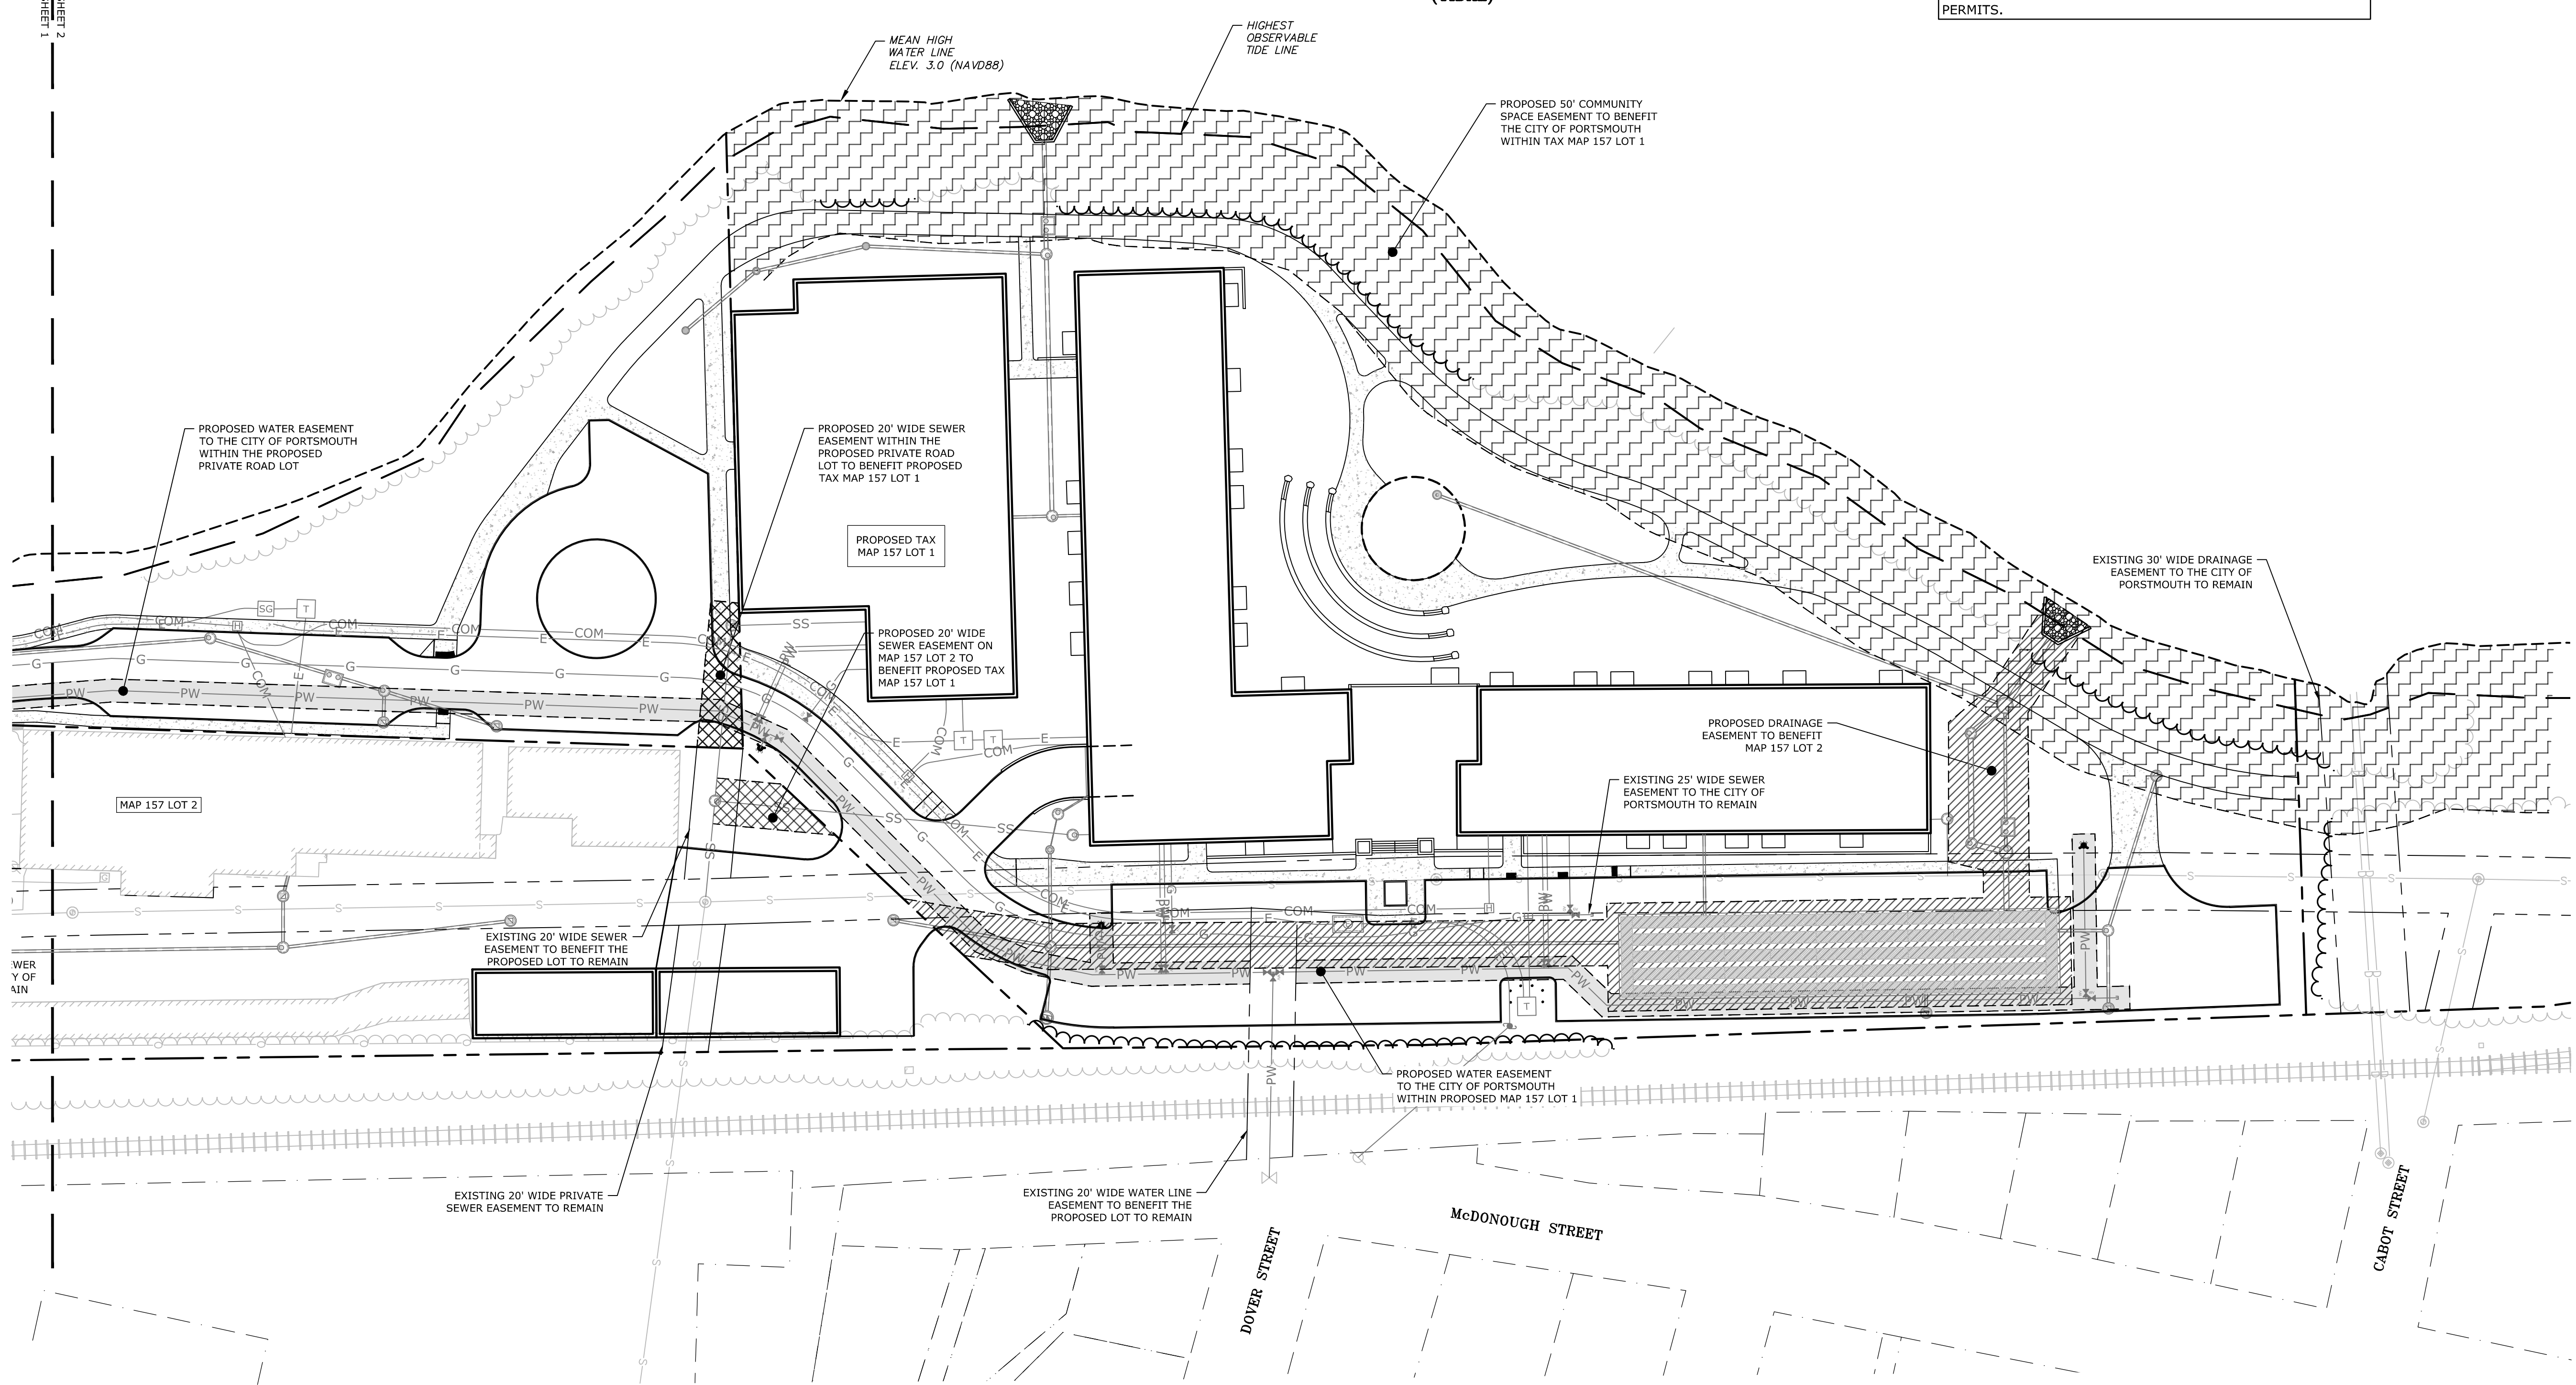 SHEET 1
SHEET 2
PERMITS.
MEAN HIGH
WATER LINE
ELEV. 3.0 (NAVD88)
HIGHEST
OBSERVABLE
TIDE LINE
PROPOSED 50' COMMUNITY
SPACE EASEMENT TO BENEFIT
THE CITY OF PORTSMOUTH
WITHIN TAX MAP 157 LOT 1
PROPOSED WATER EASEMENT
TO THE CITY OF PORTSMOUTH
WITHIN THE PROPOSED
PRIVATE ROAD LOT
PROPOSED 20' WIDE SEWER
EASEMENT WITHIN THE
PROPOSED PRIVATE ROAD
LOT TO BENEFIT PROPOSED
TAX MAP 157 LOT 1
PROPOSED TAX
MAP 157 LOT 1
EXISTING 30' WIDE DRAINAGE
EASEMENT TO THE CITY OF
PORSTMOUTH TO REMAIN
PROPOSED 20' WIDE
SEWER EASEMENT ON
MAP 157 LOT 2 TO
BENEFIT PROPOSED TAX
MAP 157 LOT 1
PROPOSED DRAINAGE
EASEMENT TO BENEFIT
MAP 157 LOT 2
EXISTING 25' WIDE SEWER
EASEMENT TO THE CITY OF
PORTSMOUTH TO REMAIN
MAP 157 LOT 2
EXISTING 20' WIDE SEWER
EASEMENT TO BENEFIT THE
PROPOSED LOT TO REMAIN
WER
Y OF
AIN
PROPOSED WATER EASEMENT
TO THE CITY OF PORTSMOUTH
WITHIN PROPOSED MAP 157 LOT 1
EXISTING 20' WIDE PRIVATE
SEWER EASEMENT TO REMAIN
EXISTING 20' WIDE WATER LINE
EASEMENT TO BENEFIT THE
PROPOSED LOT TO REMAIN
DOVER STREET
McDONOUGH STREET
CABOT STREET